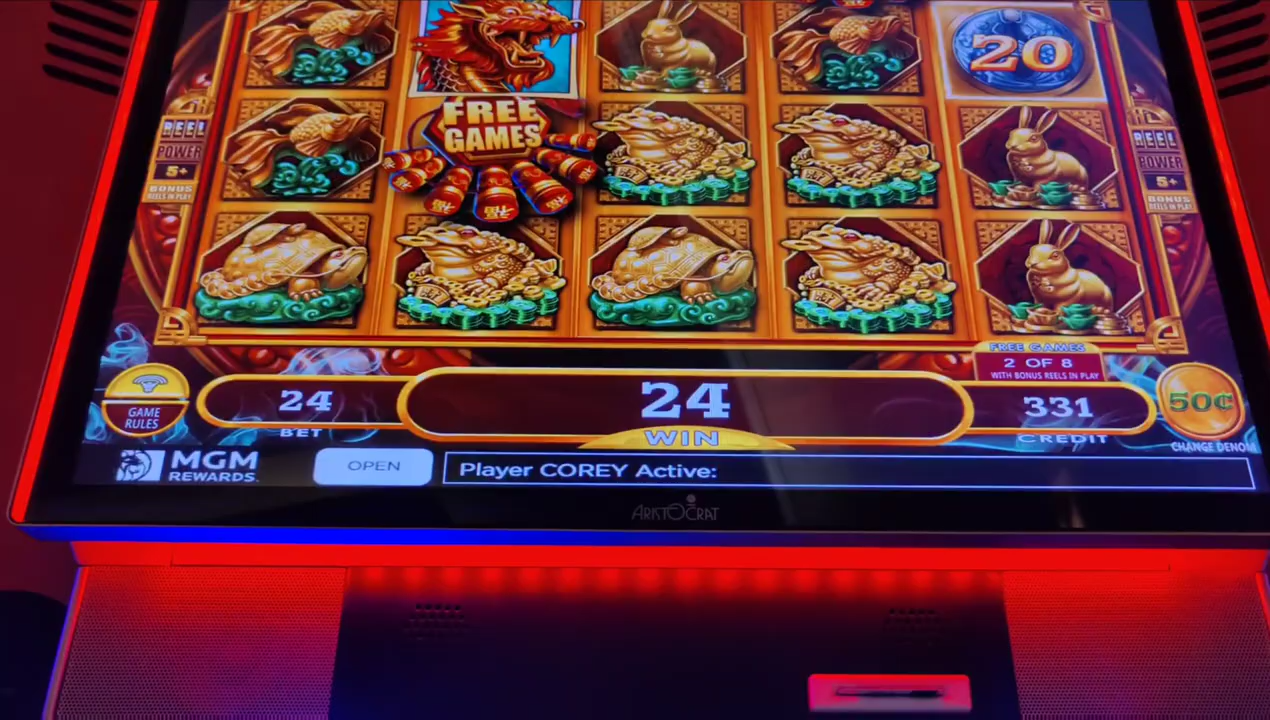 20
FREE
GAMES
REEL
POWER
5+
BONUS
REELS IN PLAY
REEL
POWER
5+
BONUS
REELS IN PLAY
FREE GAMES
2 OF 8
WITH BONUS REELS IN PLAY
GAME
RULES
24
BET
24
WIN
331
CREDIT
50¢
CHANGE DENOM
MGM
REWARDS
OPEN
Player COREY Active:
ARISTOCRAT